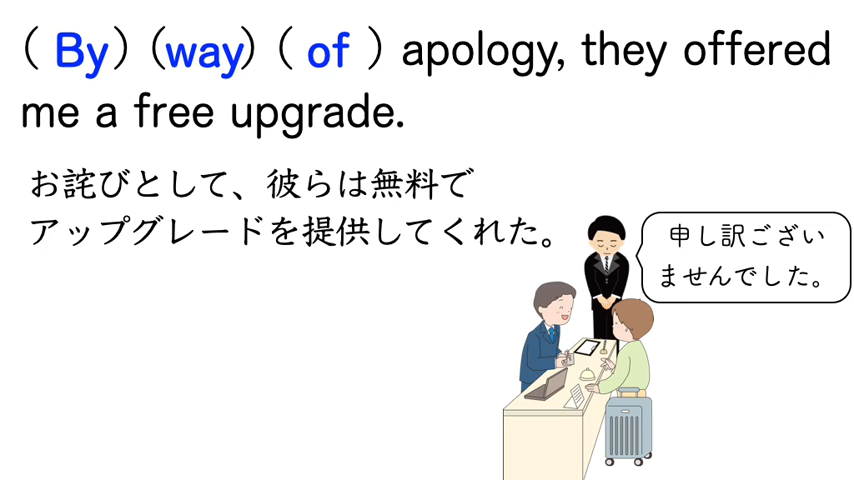 ( By ) (way) ( of ) apology, they offered
me a free upgrade.
お詫びとして、彼らは無料で
アップグレードを提供してくれた。
申し訳ござい
ませんでした。